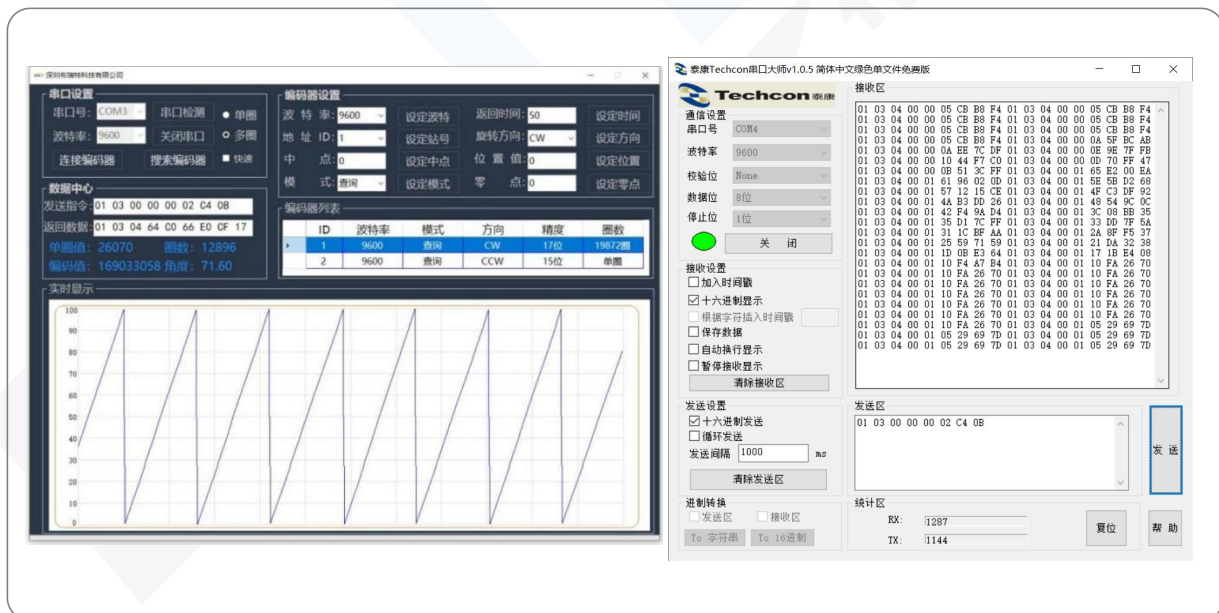 深圳布瑞特科技有限公司
串口设置
串口号: COM3 串口检测 单圈
波特率: 9600 关闭串口 多圈
连接编码器 搜索编码器 快速
数据中心
发送指令: 01 03 00 00 00 02 C4 0B
返回数据: 01 03 04 64 C0 66 E0 CF 17
单圈值: 26070 圈数: 12896
编码值: 169033058 角度: 71.60
编码器设置
波 特 率: 9600 设定波特 返回时间: 50 设定时间
地 址 ID: 1 设定站号 旋转方向: CW 设定方向
中 点: 0 设定中点 位 置 值: 0 设定位置
模 式: 查询 设定模式 零 点: 0 设定零点
编码器列表
ID 波特率 模式 方向 精度 圈数
1 9600 查询 CW 17位 19872圈
2 9600 查询 CCW 15位 单圈
实时显示
100
90
80
70
60
50
40
30
20
10
0
泰康Techcon串口大师v1.0.5 简体中文绿色单文件免费版
Techcon 泰康
通信设置
串口号 COM4
波特率 9600
校验位 None
数据位 8位
停止位 1位
关 闭
接收设置
加入时间戳
十六进制显示
根据字符插入时间戳
保存数据
自动换行显示
暂停接收显示
清除接收区
发送设置
十六进制发送
循环发送
发送间隔 1000 ms
清除发送区
进制转换
发送区 接收区
To 字符串 To 16进制
接收区
01 03 04 00 00 05 CB B8 F4 01 03 04 00 00 05 CB B8 F4
01 03 04 00 00 05 CB B8 F4 01 03 04 00 00 05 CB B8 F4
01 03 04 00 00 05 CB B8 F4 01 03 04 00 00 05 CB B8 F4
01 03 04 00 00 05 CB B8 F4 01 03 04 00 00 0A 5F BC AB
01 03 04 00 00 0A EE 7C DF 01 03 04 00 00 0E 9E 7F FB
01 03 04 00 00 10 44 F7 C0 01 03 04 00 00 0D 70 FF 47
01 03 04 00 00 0B 51 3C FF 01 03 04 00 01 65 E2 00 EA
01 03 04 00 01 61 96 02 0D 01 03 04 00 01 5E 5B D2 68
01 03 04 00 01 57 12 15 CE 01 03 04 00 01 4F C3 DF 92
01 03 04 00 01 4A B3 DD 26 01 03 04 00 01 48 54 9C 0C
01 03 04 00 01 42 F4 9A D4 01 03 04 00 01 3C 08 BB 35
01 03 04 00 01 35 D1 7C FF 01 03 04 00 01 33 DD 7F 5A
01 03 04 00 01 31 1C BF AA 01 03 04 00 01 2A 8F F5 37
01 03 04 00 01 25 59 71 59 01 03 04 00 01 21 DA 32 38
01 03 04 00 01 1D 0B E3 64 01 03 04 00 01 17 1B E4 08
01 03 04 00 01 10 F4 A7 B4 01 03 04 00 01 10 FA 26 70
01 03 04 00 01 10 FA 26 70 01 03 04 00 01 10 FA 26 70
01 03 04 00 01 10 FA 26 70 01 03 04 00 01 10 FA 26 70
01 03 04 00 01 10 FA 26 70 01 03 04 00 01 10 FA 26 70
01 03 04 00 01 10 FA 26 70 01 03 04 00 01 10 FA 26 70
01 03 04 00 01 10 FA 26 70 01 03 04 00 01 05 29 69 7D
01 03 04 00 01 05 29 69 7D 01 03 04 00 01 05 29 69 7D
01 03 04 00 01 05 29 69 7D 01 03 04 00 01 05 29 69 7D
发送区
01 03 00 00 00 02 C4 0B
发 送
统计区
RX: 1287
TX: 1144
复位
帮 助